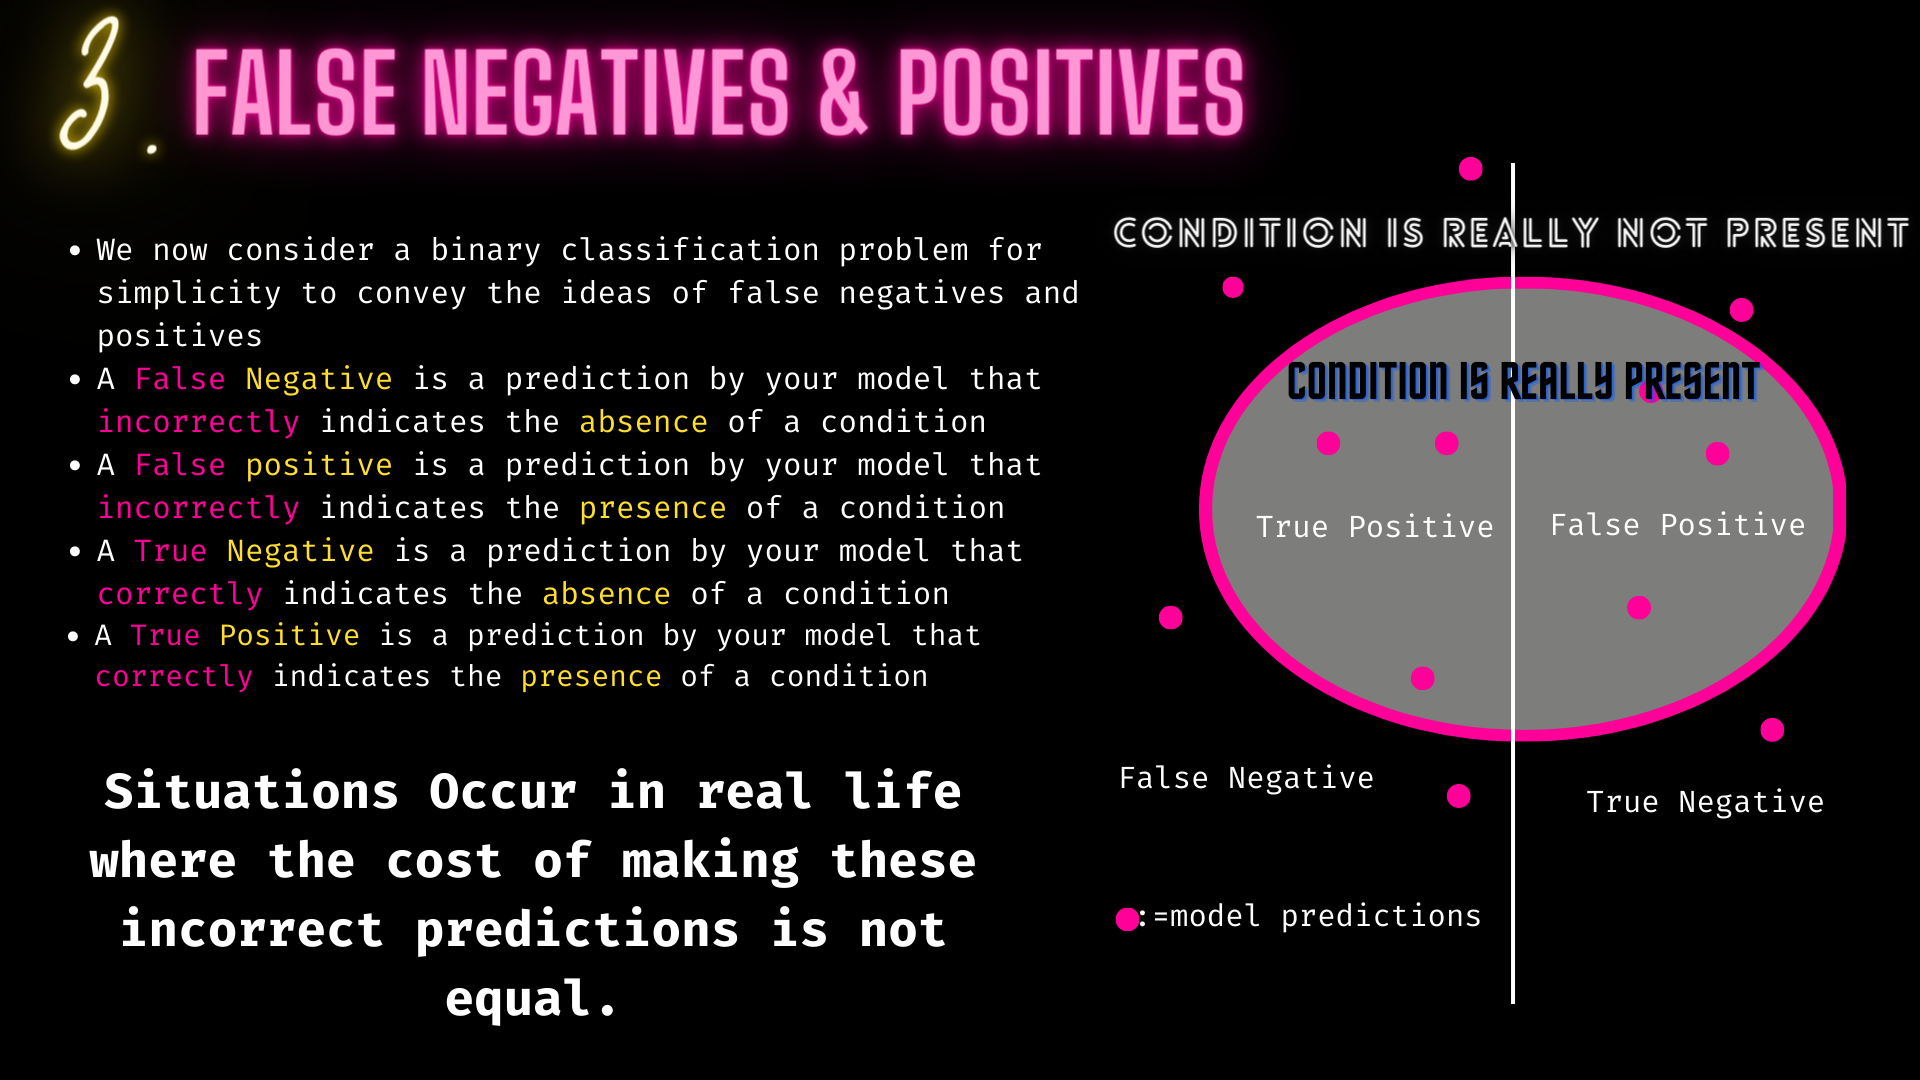 3. FALSE NEGATIVES & POSITIVES
• We now consider a binary classification problem for
simplicity to convey the ideas of false negatives and
positives
• A False Negative is a prediction by your model that
incorrectly indicates the absence of a condition
• A False positive is a prediction by your model that
incorrectly indicates the presence of a condition
• A True Negative is a prediction by your model that
correctly indicates the absence of a condition
• A True Positive is a prediction by your model that
correctly indicates the presence of a condition
Situations Occur in real life
where the cost of making these
incorrect predictions is not
equal.
CONDITION IS REALLY NOT PRESENT
CONDITION IS REALLY PRESENT
True Positive
False Positive
False Negative
True Negative
:=model predictions